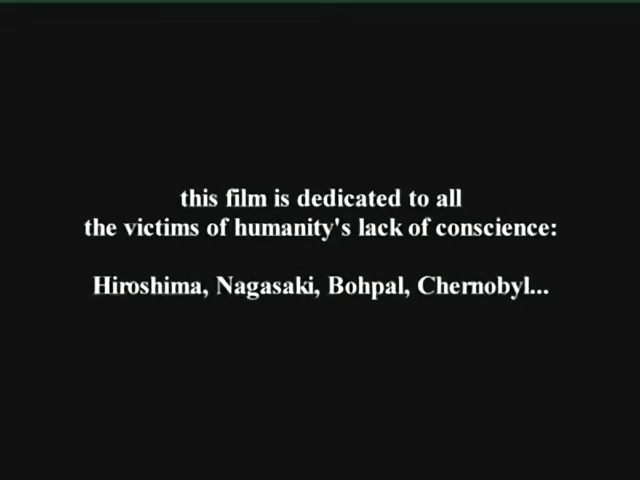 this film is dedicated to all
the victims of humanity's lack of conscience:
Hiroshima, Nagasaki, Bohpal, Chernobyl...